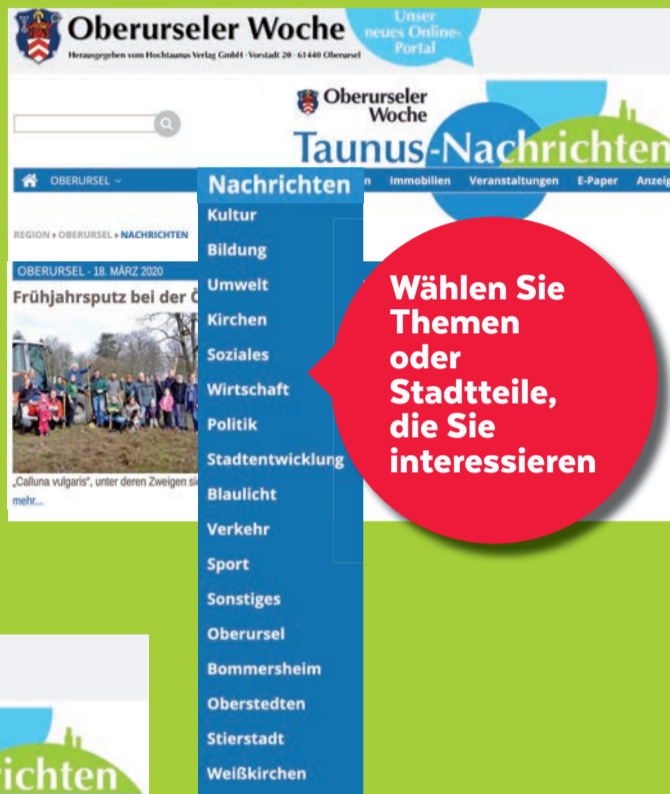 Oberurseler Woche
Herausgegeben vom Hochtaunus Verlag GmbH · Vorstadt 20 · 61440 Oberursel
Unser
neues Online-
Portal
Oberurseler
Woche
Taunus-Nachrichten
OBERURSEL
Nachrichten
n Immobilien Veranstaltungen E-Paper Anzeig
REGION › OBERURSEL › NACHRICHTEN
OBERURSEL - 18. MÄRZ 2020
Frühjahrsputz bei der Ö
„Calluna vulgaris“, unter deren Zweigen si
mehr...
Kultur
Bildung
Umwelt
Kirchen
Soziales
Wirtschaft
Politik
Stadtentwicklung
Blaulicht
Verkehr
Sport
Sonstiges
Oberursel
Bommersheim
Oberstedten
Stierstadt
Weißkirchen
Wählen Sie
Themen
oder
Stadtteile,
die Sie
interessieren
ichten